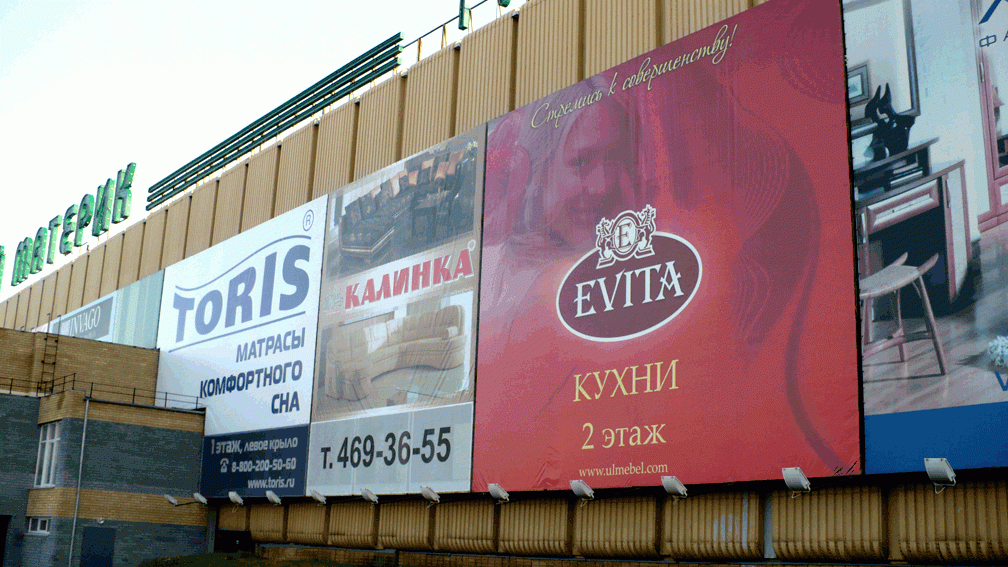 МАТЕРИК
INVAGO
TORIS®
МАТРАСЫ
КОМФОРТНОГО
СНА
1 этаж, левое крыло
8-800-200-50-60
www.toris.ru
КАЛИНКА®
т. 469-36-55
Стремись к совершенству!
E
EVITA
КУХНИ
2 этаж
www.ulmebel.com